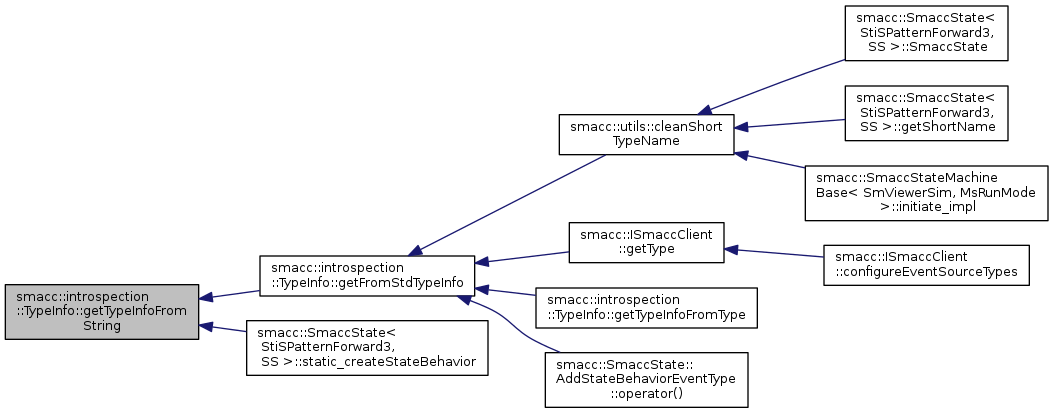 smacc::SmaccState<
StiSPatternForward3,
SS >::SmaccState
smacc::SmaccState<
StiSPatternForward3,
SS >::getShortName
smacc::utils::cleanShort
TypeName
smacc::SmaccStateMachine
Base< SmViewerSim, MsRunMode
>::initiate_impl
smacc::ISmaccClient
::getType
smacc::ISmaccClient
::configureEventSourceTypes
smacc::introspection
::TypeInfo::getFromStdTypeInfo
smacc::introspection
::TypeInfo::getTypeInfoFrom
String
smacc::introspection
::TypeInfo::getTypeInfoFromType
smacc::SmaccState<
StiSPatternForward3,
SS >::static_createStateBehavior
smacc::SmaccState::
AddStateBehaviorEventType
::operator()